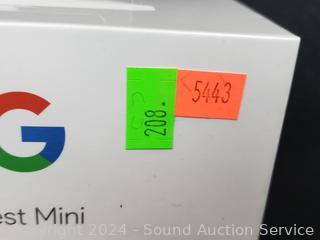 208.
5443
G
est Mini
Copyright 2024 - Sound Auction Service